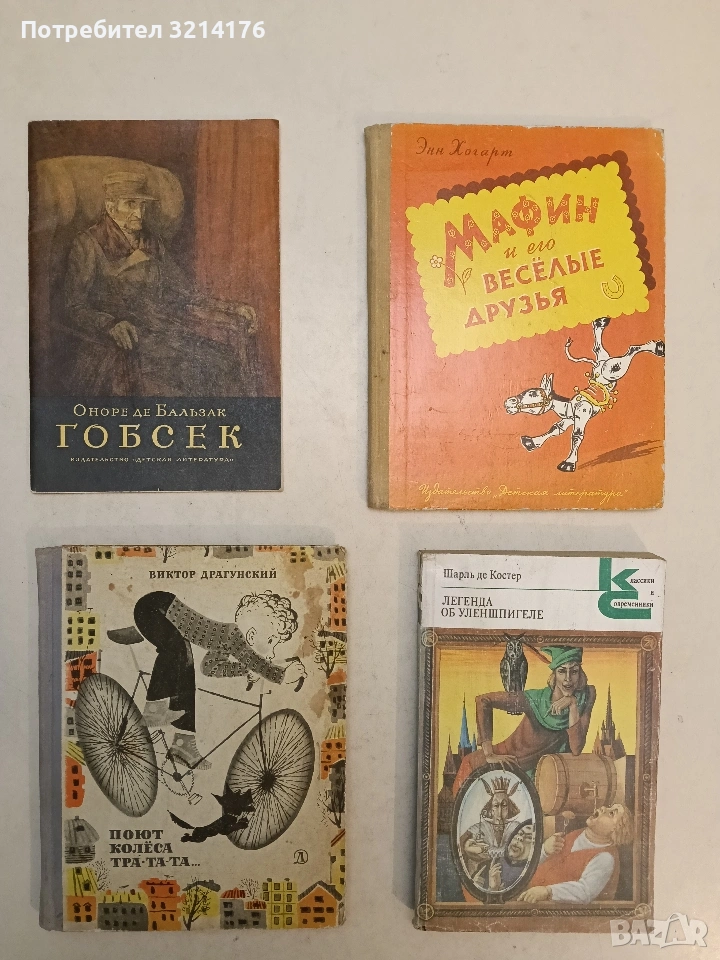 Потребител 3214176
Оноре де Бальзак
ГОБСЕК
ИЗДАТЕЛЬСТВО «ДЕТСКАЯ ЛИТЕРАТУРА»
Энн Хогарт
МАФИН
и его
ВЕСЁЛЫЕ
ДРУЗЬЯ
Издательство „Детская литература"
ВИКТОР ДРАГУНСКИЙ
ПОЮТ
КОЛЁСА
ТРА-ТА-ТА...
Д
Шарль де Костер
ЛЕГЕНДА
ОБ УЛЕНШПИГЕЛЕ
Классики
и
Современники
BAZAR